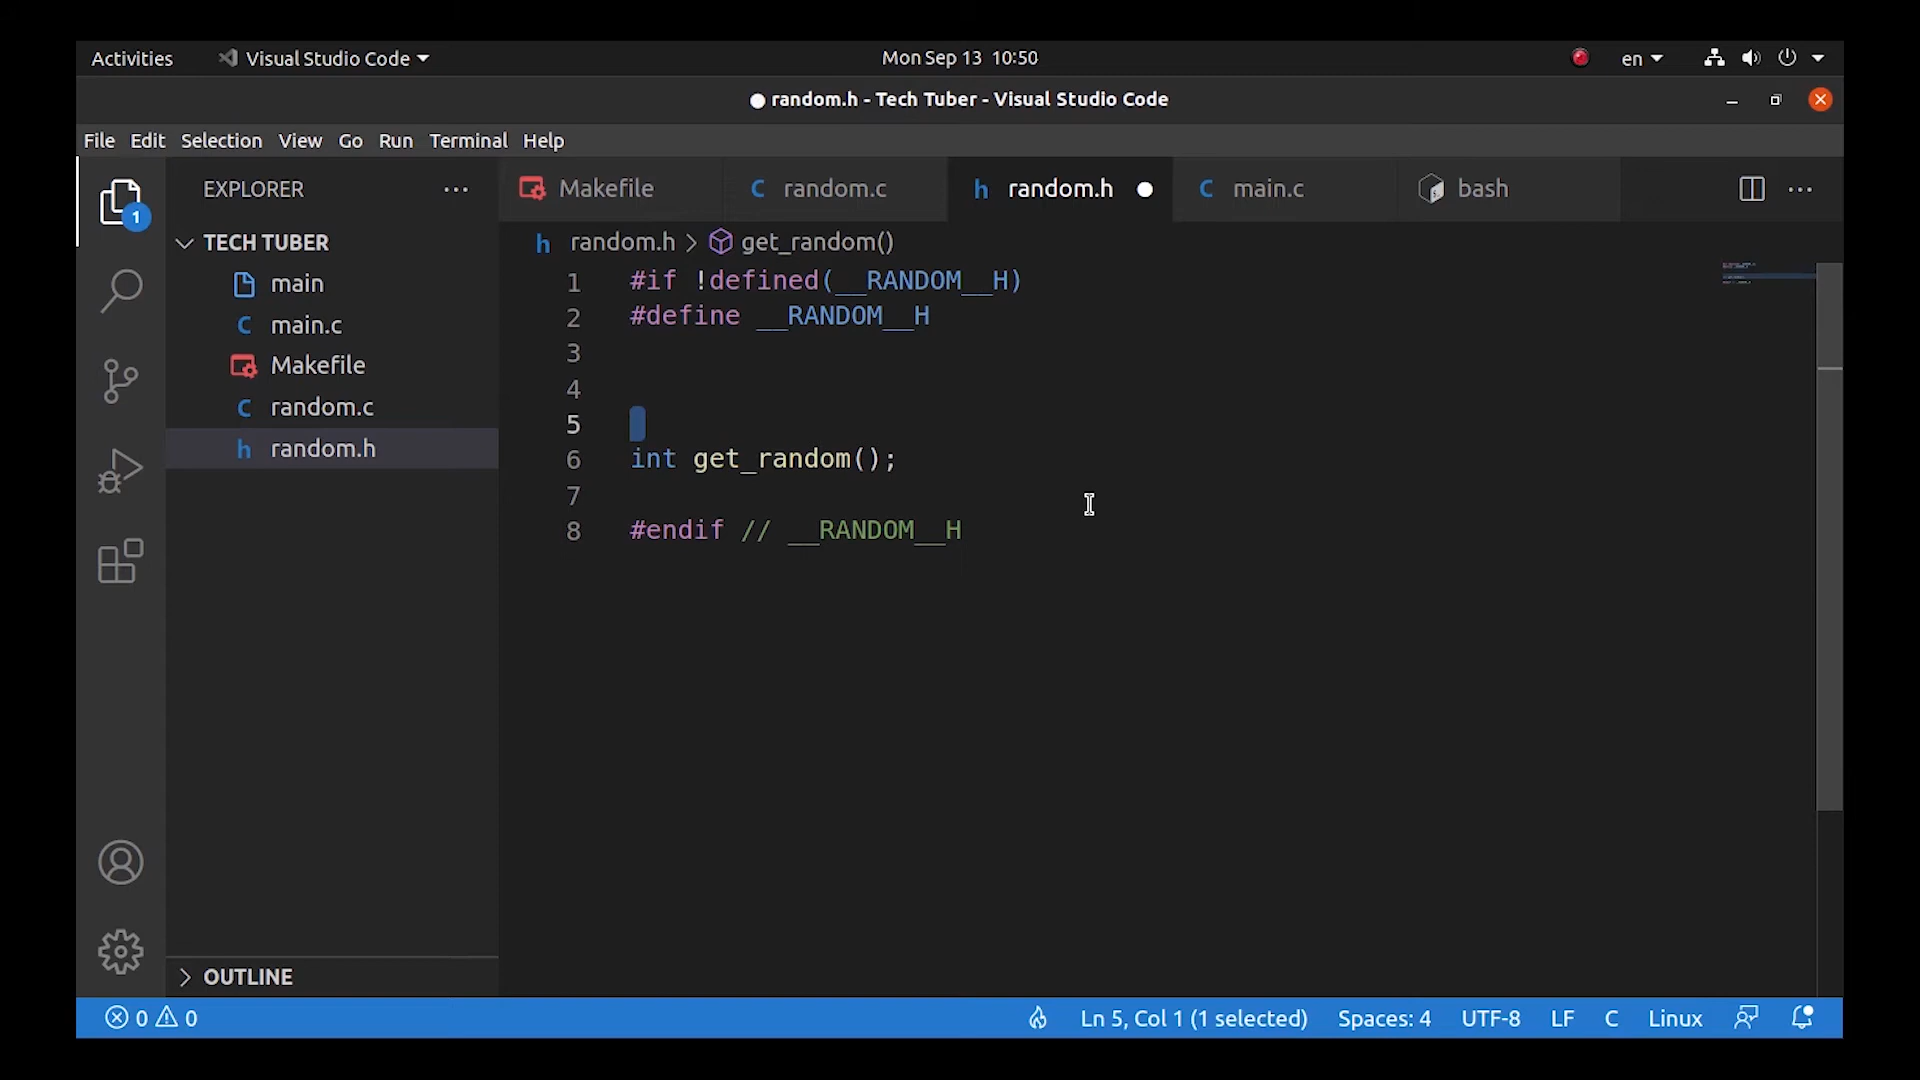 Activities Visual Studio Code Mon Sep 13 10:50 en
random.h - Tech Tuber - Visual Studio Code
File Edit Selection View Go Run Terminal Help
EXPLORER
Makefile random.c random.h main.c bash
1
TECH TUBER
main
main.c
Makefile
random.c
random.h
random.h > get_random()
1 #if !defined(__RANDOM__H)
2 #define __RANDOM__H
3
4
5
6 int get_random();
7
8 #endif // __RANDOM__H
OUTLINE
0 0 Ln 5, Col 1 (1 selected) Spaces: 4 UTF-8 LF C Linux